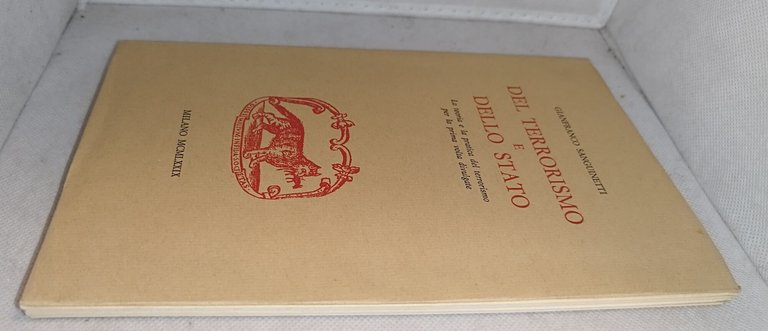 GIANFRANCO SANGUINETTI
DEL TERRORISMO
E
DELLO STATO
La teoria e la pratica del terrorismo
per la prima volta divulgate
MILANO MCMLXXIX